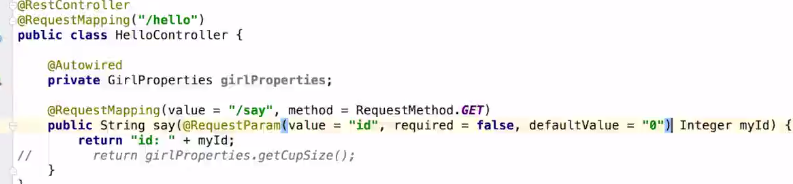 @RestController
@RequestMapping("/hello")
public class HelloController {
@Autowired
private GirlProperties girlProperties;
@RequestMapping(value = "/say", method = RequestMethod.GET)
public String say(@RequestParam(value = "id", required = false, defaultValue = "0") Integer myId) {
return "id: " + myId;
// return girlProperties.getCupSize();
}
}